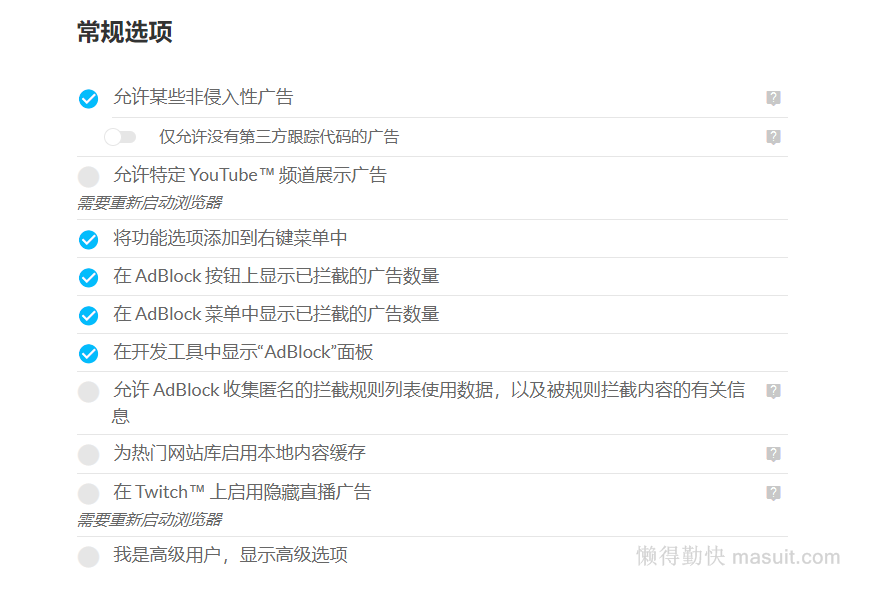 常规选项
允许某些非侵入性广告
仅允许没有第三方跟踪代码的广告
允许特定 YouTube™ 频道展示广告
需要重新启动浏览器
将功能选项添加到右键菜单中
在 AdBlock 按钮上显示已拦截的广告数量
在 AdBlock 菜单中显示已拦截的广告数量
在开发工具中显示“AdBlock”面板
允许 AdBlock 收集匿名的拦截规则列表使用数据，以及被规则拦截内容的有关信
息
为热门网站库启用本地内容缓存
在 Twitch™ 上启用隐藏直播广告
需要重新启动浏览器
我是高级用户，显示高级选项
懒得勤快 masuit.com